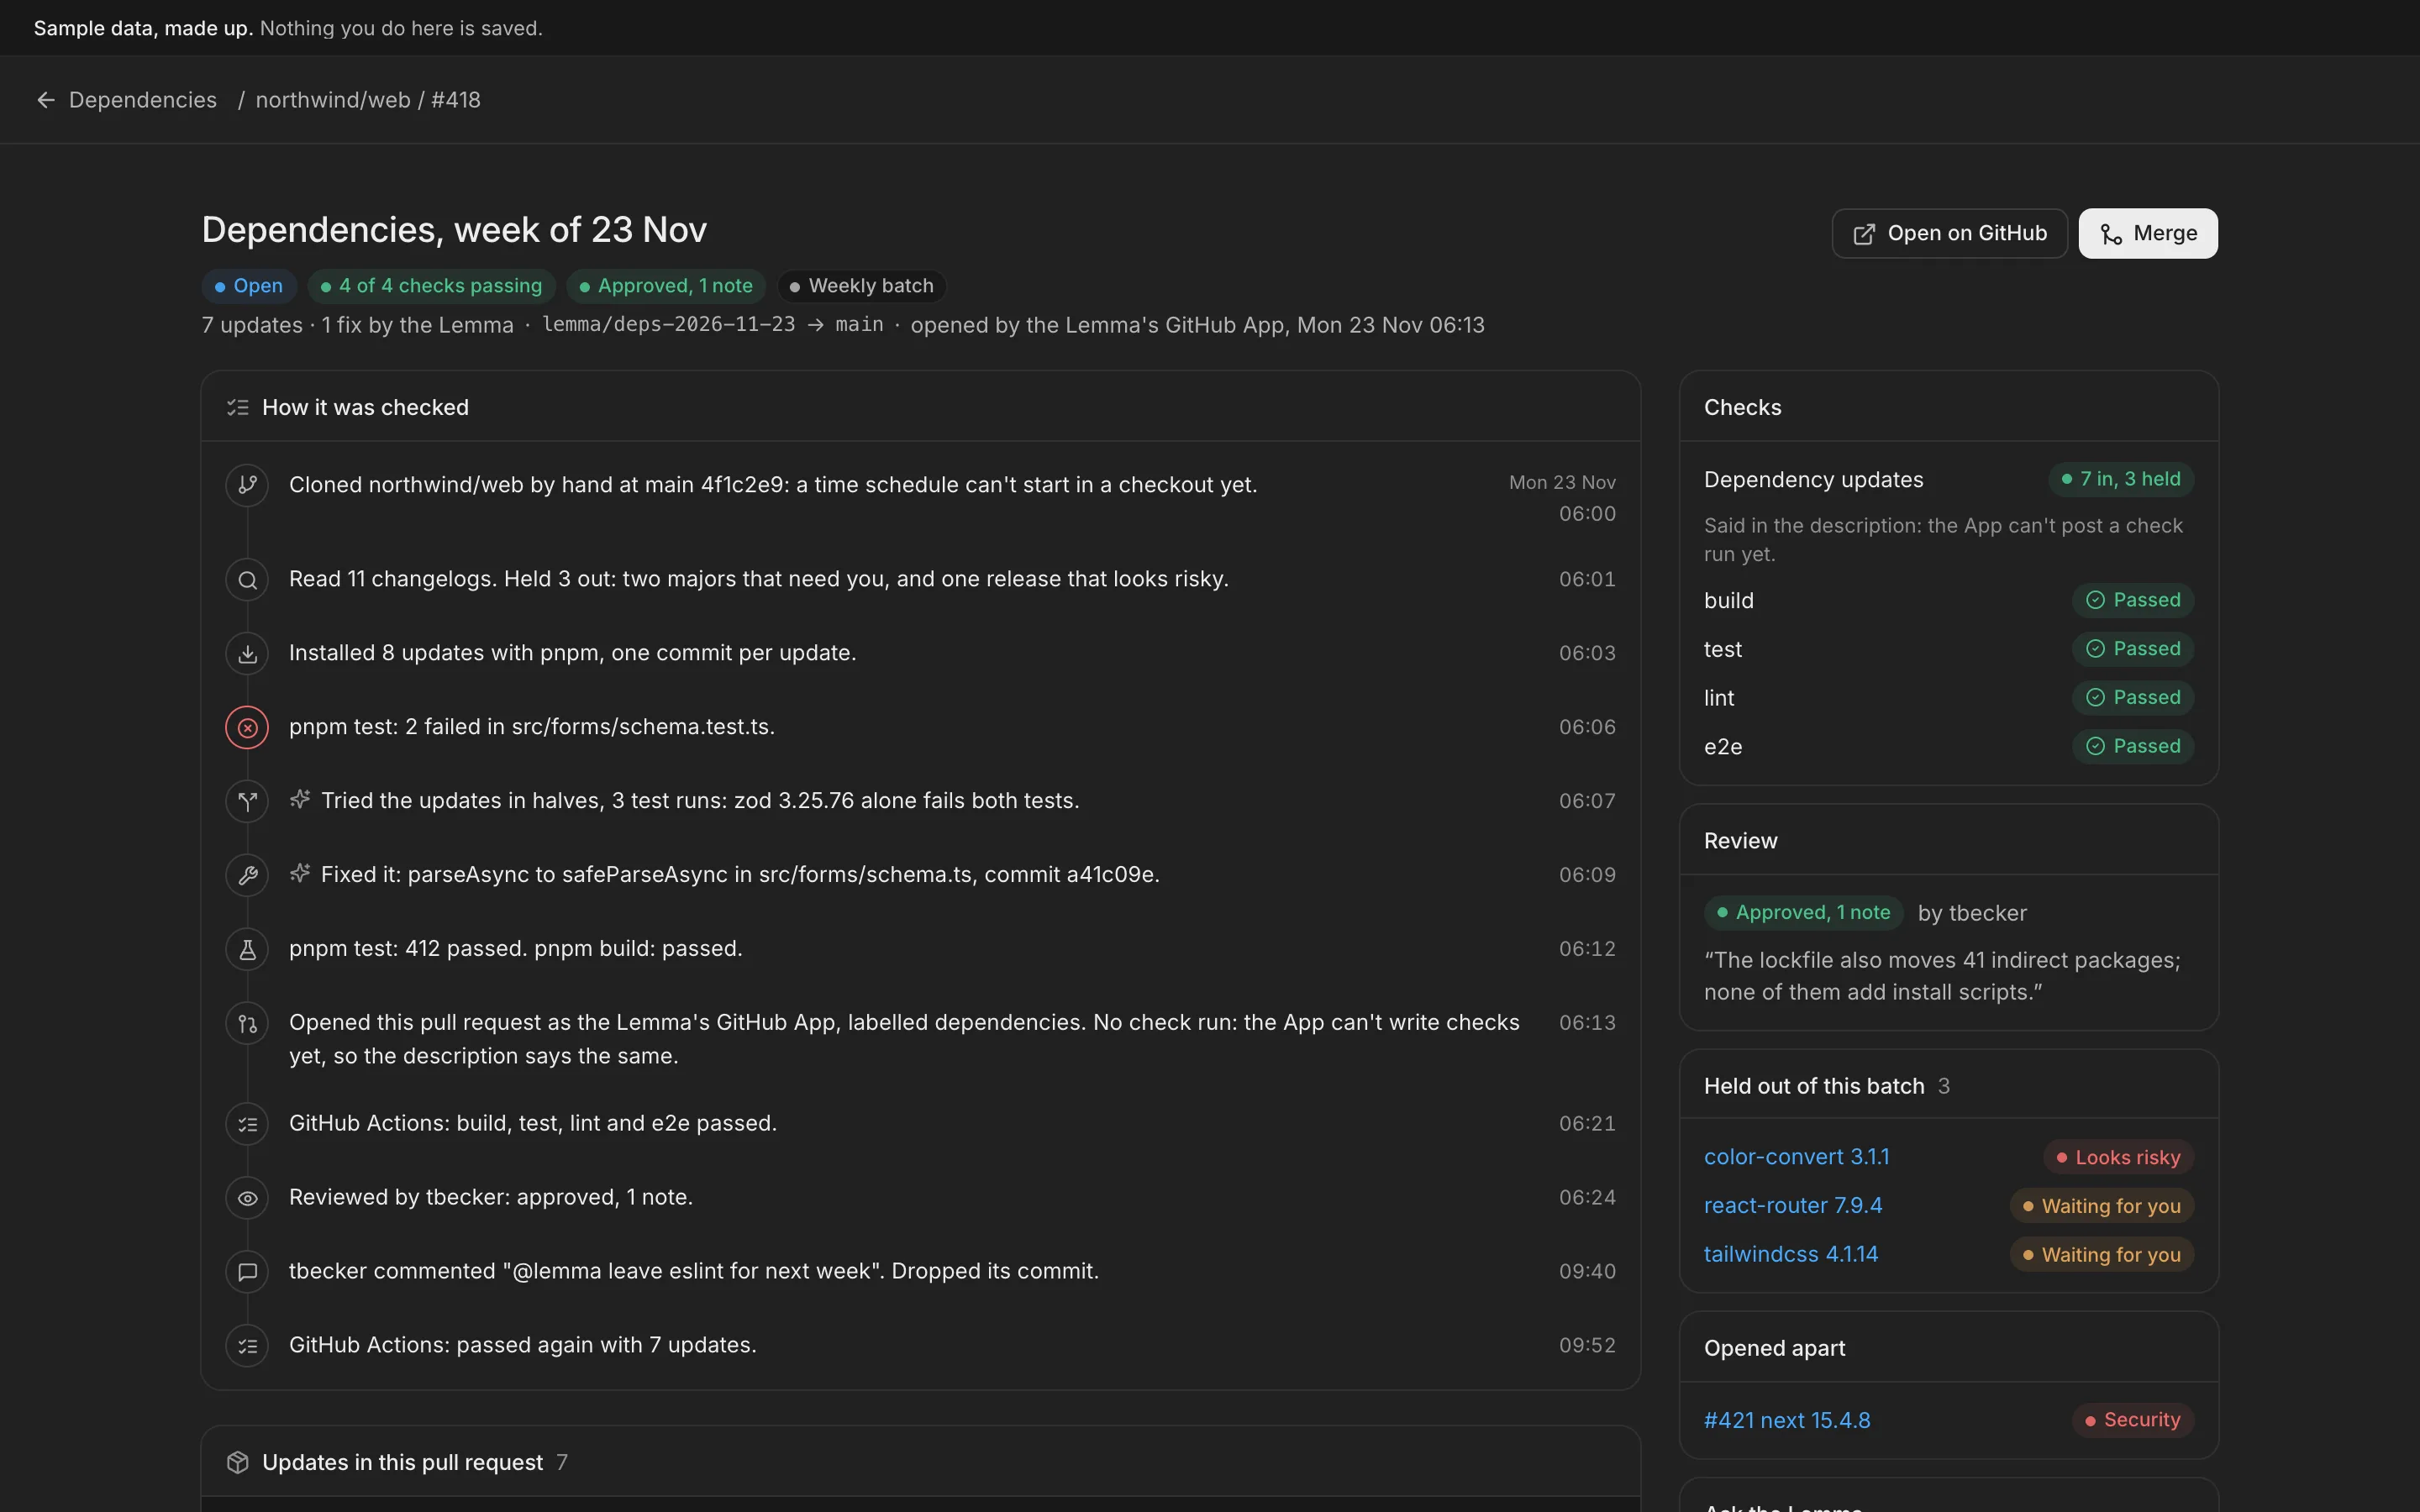 Sample data, made up. Nothing you do here is saved.
Dependencies / northwind/web / #418
Dependencies, week of 23 Nov
Open on GitHub
Merge
Open
4 of 4 checks passing
Approved, 1 note
Weekly batch
7 updates · 1 fix by the Lemma · lemma/deps-2026-11-23 → main · opened by the Lemma's GitHub App, Mon 23 Nov 06:13
How it was checked
Cloned northwind/web by hand at main 4f1c2e9: a time schedule can't start in a checkout yet.
Mon 23 Nov
06:00
Read 11 changelogs. Held 3 out: two majors that need you, and one release that looks risky.
06:01
Installed 8 updates with pnpm, one commit per update.
06:03
pnpm test: 2 failed in src/forms/schema.test.ts.
06:06
Tried the updates in halves, 3 test runs: zod 3.25.76 alone fails both tests.
06:07
Fixed it: parseAsync to safeParseAsync in src/forms/schema.ts, commit a41c09e.
06:09
pnpm test: 412 passed. pnpm build: passed.
06:12
Opened this pull request as the Lemma's GitHub App, labelled dependencies. No check run: the App can't write checks
yet, so the description says the same.
06:13
GitHub Actions: build, test, lint and e2e passed.
06:21
Reviewed by tbecker: approved, 1 note.
06:24
tbecker commented "@lemma leave eslint for next week". Dropped its commit.
09:40
GitHub Actions: passed again with 7 updates.
09:52
Updates in this pull request 7
Checks
Dependency updates
7 in, 3 held
Said in the description: the App can't post a check
run yet.
build
Passed
test
Passed
lint
Passed
e2e
Passed
Review
Approved, 1 note
by tbecker
“The lockfile also moves 41 indirect packages;
none of them add install scripts.”
Held out of this batch 3
color-convert 3.1.1
Looks risky
react-router 7.9.4
Waiting for you
tailwindcss 4.1.14
Waiting for you
Opened apart
#421 next 15.4.8
Security